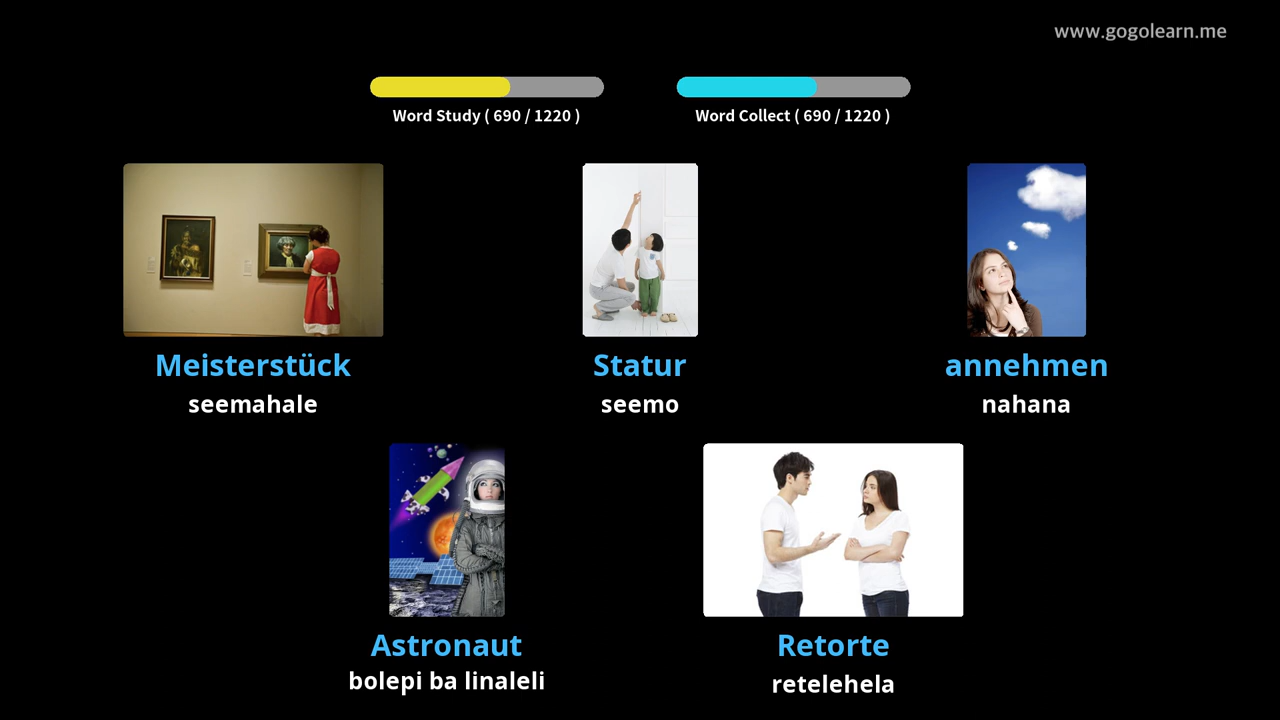 www.gogolearn.me
Word Study ( 690 / 1220 )
Word Collect ( 690 / 1220 )
Meisterstück
seemahale
Statur
seemo
annehmen
nahana
Astronaut
bolepi ba linaleli
Retorte
retelehela